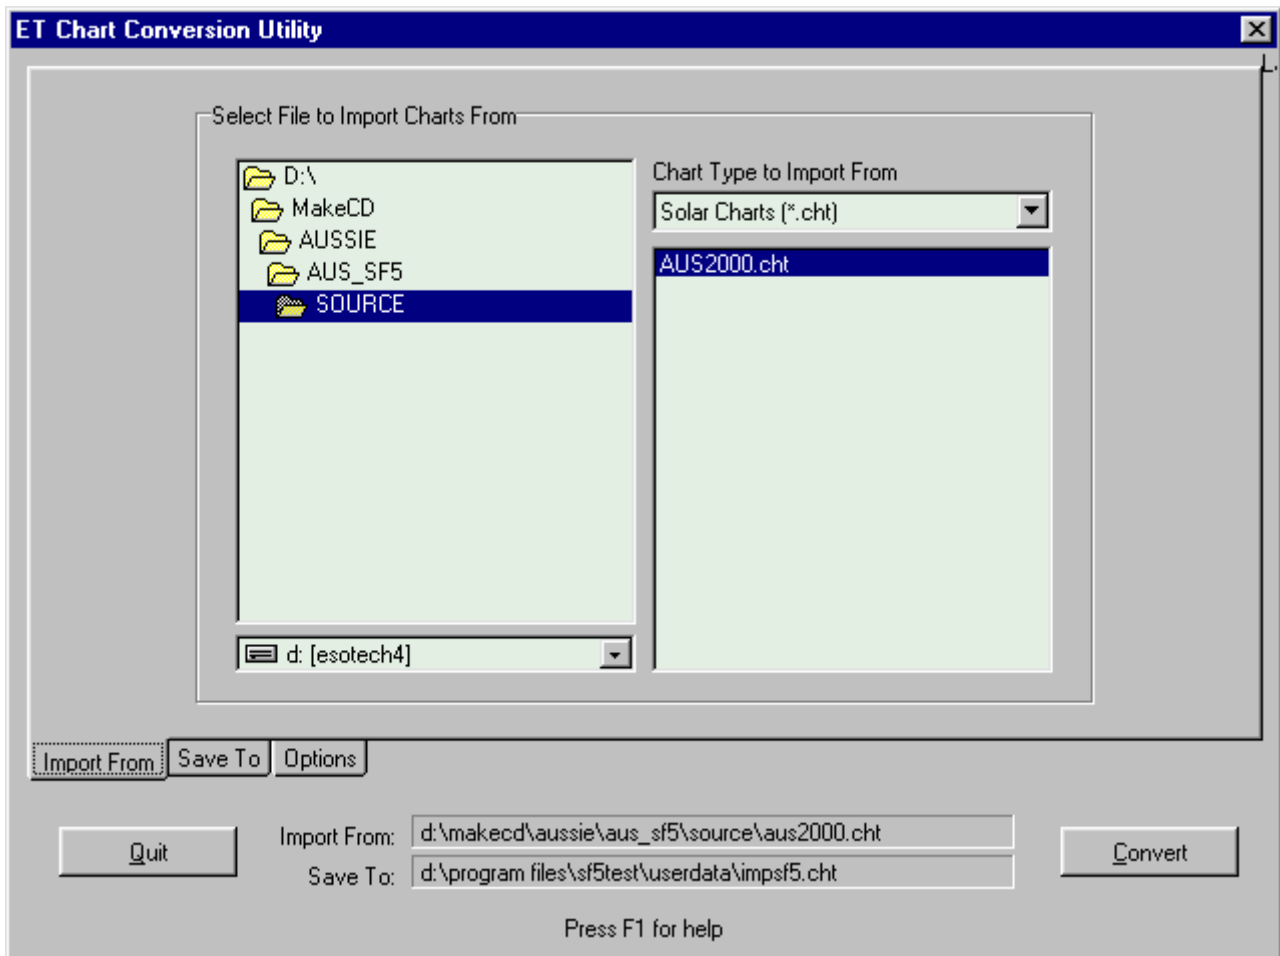 ET Chart Conversion Utility
L.
Select File to Import Charts From
D:\
MakeCD
AUSSIE
AUS_SF5
SOURCE
d: [esotech4]
Chart Type to Import From
Solar Charts (*.cht)
AUS2000.cht
Import From
Save To
Options
Quit
Import From:
d:\makecd\aussie\aus_sf5\source\aus2000.cht
Save To:
d:\program files\sf5test\userdata\impsf5.cht
Convert
Press F1 for help